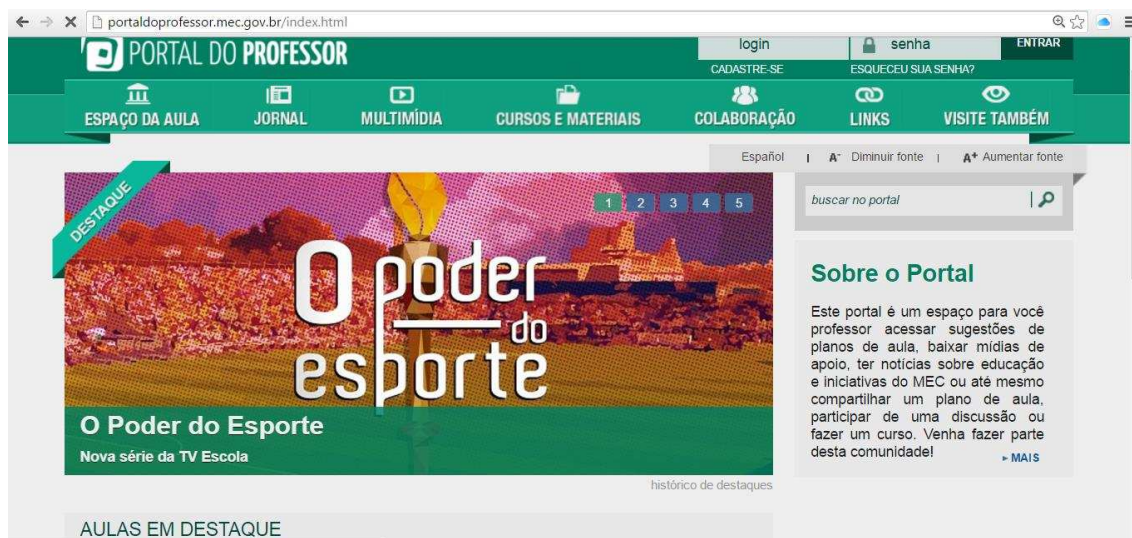 portaldoprofessor.mec.gov.br/index.html
PORTAL DO PROFESSOR
login
senha
ENTRAR
CADASTRE-SE
ESQUECEU SUA SENHA?
ESPAÇO DA AULA
JORNAL
MULTIMÍDIA
CURSOS E MATERIAIS
COLABORAÇÃO
LINKS
VISITE TAMBÉM
Español | A- Diminuir fonte | A+ Aumentar fonte
DESTAQUE
1 2 3 4 5
O poder
do
esporte
O Poder do Esporte
Nova série da TV Escola
histórico de destaques
buscar no portal
Sobre o Portal
Este portal é um espaço para você
professor acessar sugestões de
planos de aula, baixar mídias de
apoio, ter notícias sobre educação
e iniciativas do MEC ou até mesmo
compartilhar um plano de aula,
participar de uma discussão ou
fazer um curso. Venha fazer parte
desta comunidade!
MAIS
AULAS EM DESTAQUE